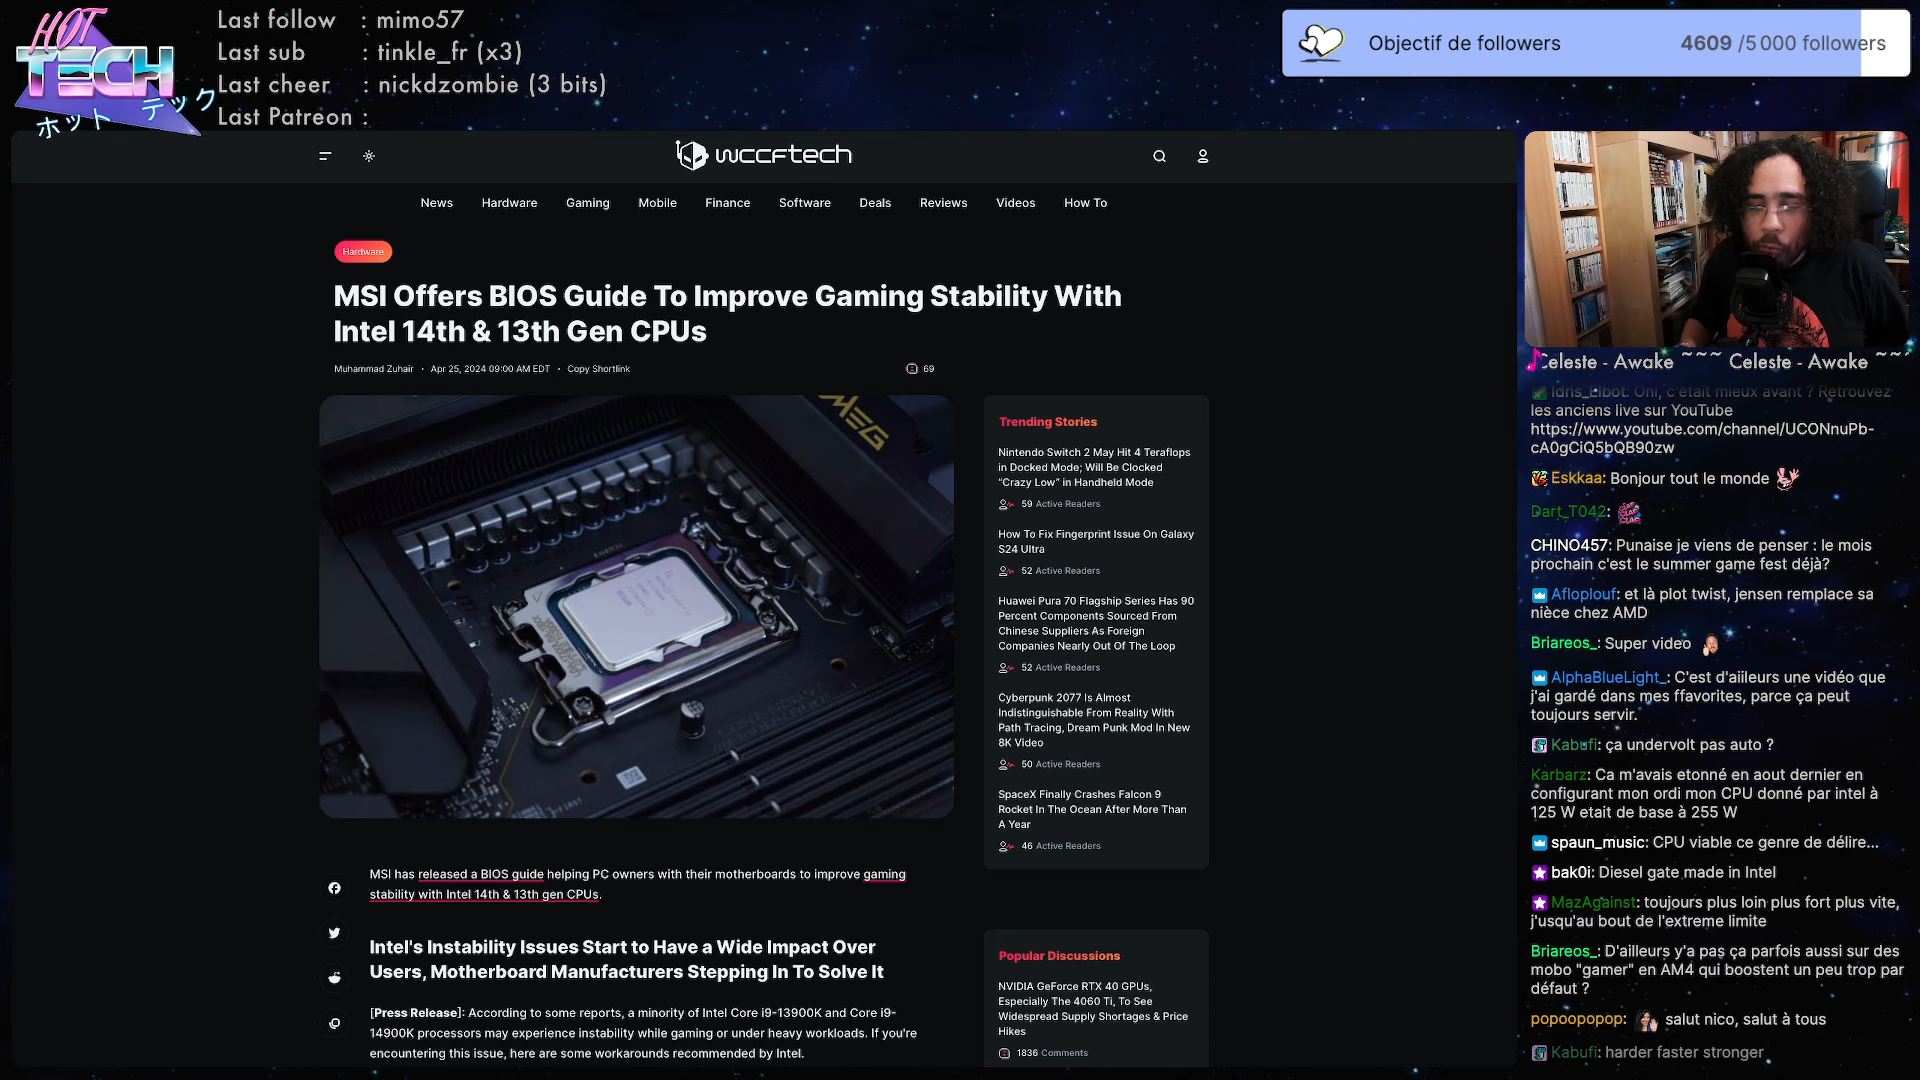 HOT
TECH
ホット テック
Last follow : mimo57
Last sub : tinkle_fr (x3)
Last cheer : nickdzombie (3 bits)
Last Patreon :
Objectif de followers 4609 /5 000 followers
wccftech
News Hardware Gaming Mobile Finance Software Deals Reviews Videos How To
Hardware
MSI Offers BIOS Guide To Improve Gaming Stability With
Intel 14th & 13th Gen CPUs
Muhammad Zuhair • Apr 25, 2024 09:00 AM EDT • Copy Shortlink 69
MEG
MSI has released a BIOS guide helping PC owners with their motherboards to improve gaming
stability with Intel 14th & 13th gen CPUs.
Intel's Instability Issues Start to Have a Wide Impact Over
Users, Motherboard Manufacturers Stepping In To Solve It
[Press Release]: According to some reports, a minority of Intel Core i9-13900K and Core i9-
14900K processors may experience instability while gaming or under heavy workloads. If you're
encountering this issue, here are some workarounds recommended by Intel.
Trending Stories
Nintendo Switch 2 May Hit 4 Teraflops
in Docked Mode; Will Be Clocked
“Crazy Low” in Handheld Mode
59 Active Readers
How To Fix Fingerprint Issue On Galaxy
S24 Ultra
52 Active Readers
Huawei Pura 70 Flagship Series Has 90
Percent Components Sourced From
Chinese Suppliers As Foreign
Companies Nearly Out Of The Loop
52 Active Readers
Cyberpunk 2077 Is Almost
Indistinguishable From Reality With
Path Tracing, Dream Punk Mod In New
8K Video
50 Active Readers
SpaceX Finally Crashes Falcon 9
Rocket In The Ocean After More Than
A Year
46 Active Readers
Popular Discussions
NVIDIA GeForce RTX 40 GPUs,
Especially The 4060 Ti, To See
Widespread Supply Shortages & Price
Hikes
1836 Comments
Celeste - Awake ~~~ Celeste - Awake ~~
Idris_Elbot: Oni, c'était mieux avant ? Retrouvez
les anciens live sur YouTube
https://www.youtube.com/channel/UCONnuPb-
cA0gCiQ5bQB90zw
Eskkaa: Bonjour tout le monde
Dart_T042: CLAP CLAP CLAP
CHINO457: Punaise je viens de penser : le mois
prochain c'est le summer game fest déjà?
Afloplouf: et là plot twist, jensen remplace sa
nièce chez AMD
Briareos_: Super video
AlphaBlueLight_: C'est d'aiilleurs une vidéo que
j'ai gardé dans mes ffavorites, parce ça peut
toujours servir.
Kabufi: ça undervolt pas auto ?
Karbarz: Ca m'avais etonné en aout dernier en
configurant mon ordi mon CPU donné par intel à
125 W etait de base à 255 W
spaun_music: CPU viable ce genre de délire...
bak0i: Diesel gate made in Intel
MazAgainst: toujours plus loin plus fort plus vite,
j'usqu'au bout de l'extreme limite
Briareos_: D'ailleurs y'a pas ça parfois aussi sur des
mobo "gamer" en AM4 qui boostent un peu trop par
défaut ?
popoopopop: salut nico, salut à tous
Kabufi: harder faster stronger